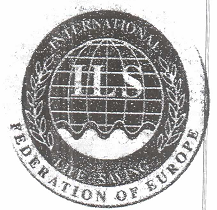 INTERNATIONAL
ILS
LIFE SAVING
FEDERATION OF EUROPE